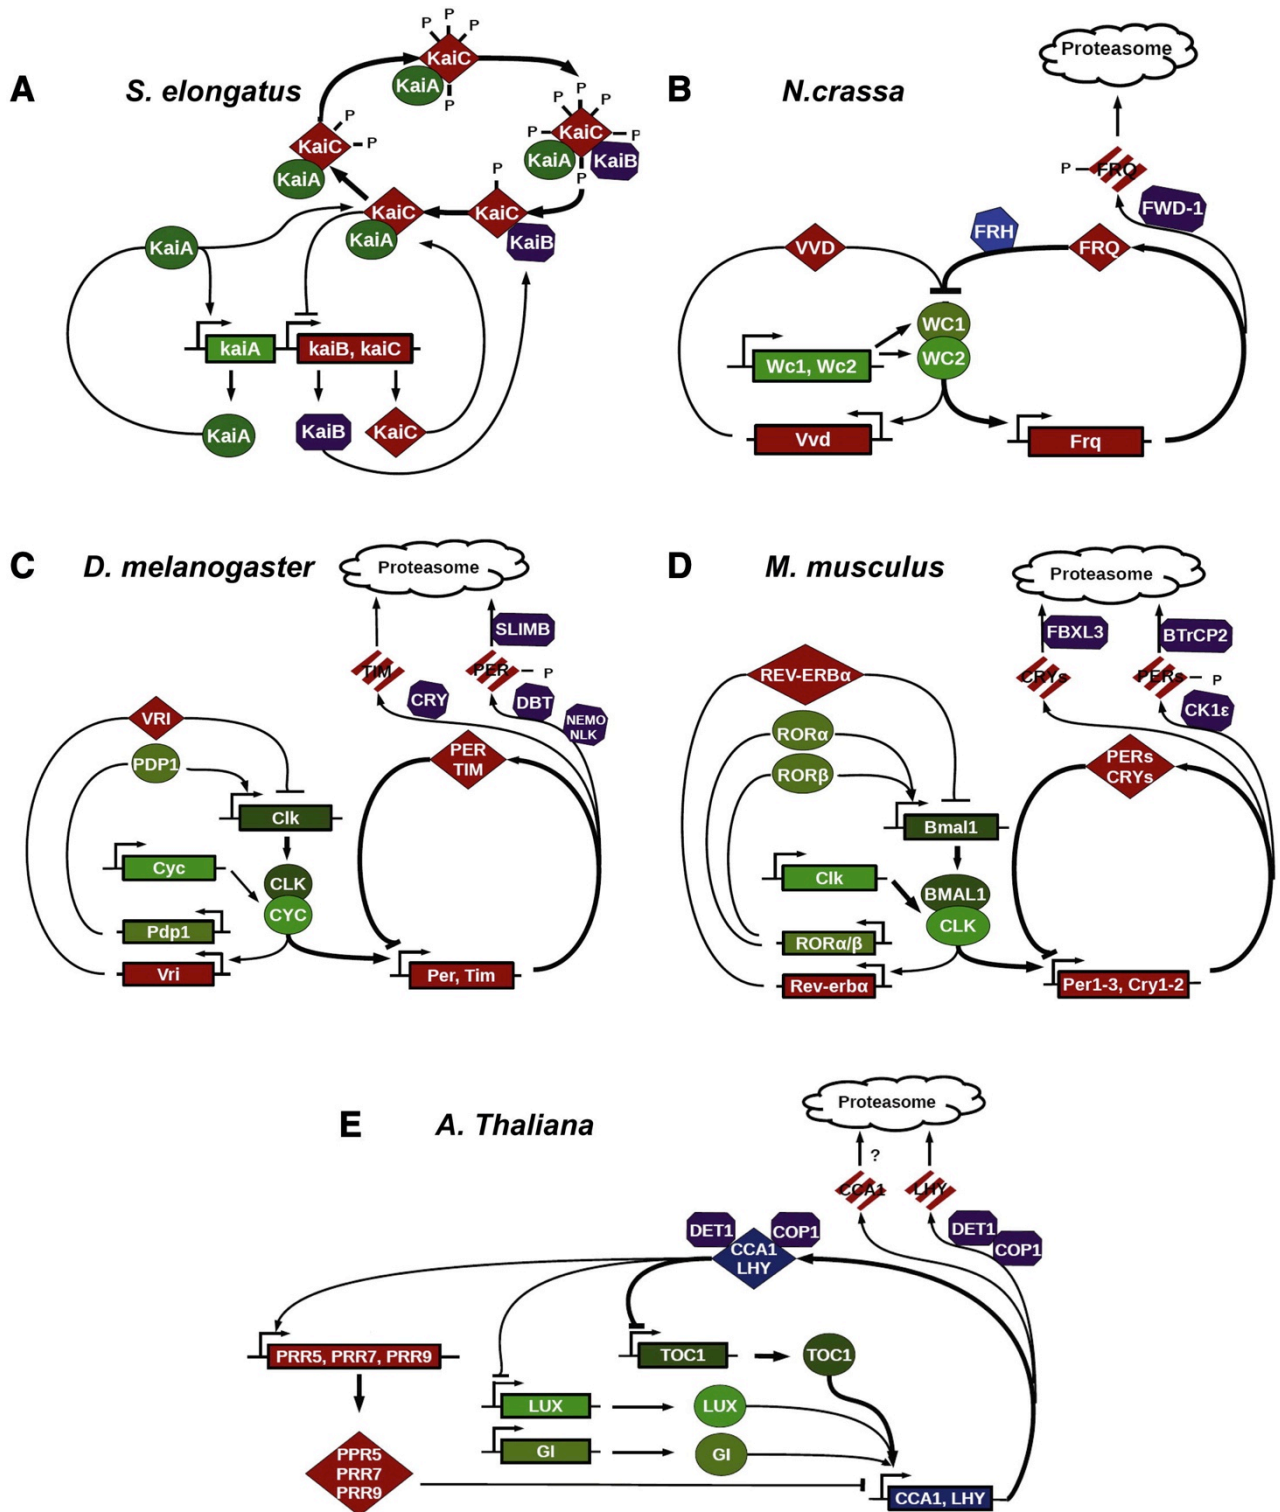 A
S. elongatus
P
P
P
KaiC
KaiA
P
P
P
KaiC
P
KaiA
P
P
P
P
KaiC
P
KaiA
KaiB
P
P
KaiC
KaiA
KaiC
KaiB
KaiA
kaiA
kaiB, kaiC
KaiA
KaiB
KaiC
B
N.crassa
Proteasome
P
FRQ
FWD-1
FRH
VVD
FRQ
WC1
WC2
Wc1, Wc2
Vvd
Frq
C
D. melanogaster
Proteasome
SLIMB
TIM
PER
P
CRY
DBT
NEMO
NLK
VRI
PDP1
PER
TIM
Clk
Cyc
CLK
CYC
Pdp1
Vri
Per, Tim
D
M. musculus
Proteasome
FBXL3
BTrCP2
CRYs
PERs
P
CK1ε
REV-ERBα
RORα
RORβ
PERs
CRYs
Bmal1
Clk
BMAL1
CLK
RORα/β
Rev-erbα
Per1-3, Cry1-2
E
A. Thaliana
Proteasome
?
CCA1
LHY
DET1
COP1
DET1
COP1
CCA1
LHY
PRR5, PRR7, PRR9
TOC1
TOC1
LUX
LUX
GI
GI
PPR5
PRR7
PRR9
CCA1, LHY